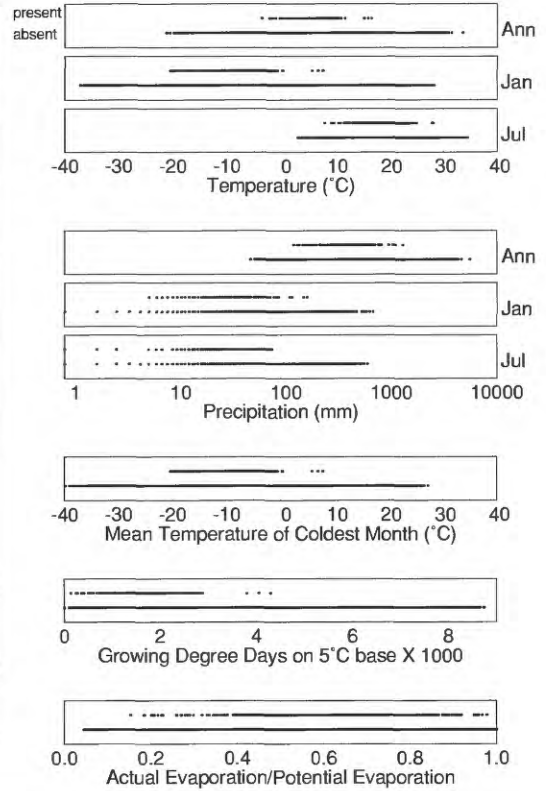 present
absent
Ann
Jan
Jul
-40 -30 -20 -10 0 10 20 30 40
Temperature (˚C)
Ann
Jan
Jul
1 10 100 1000 10000
Precipitation (mm)
-40 -30 -20 -10 0 10 20 30 40
Mean Temperature of Coldest Month (˚C)
0 2 4 6 8
Growing Degree Days on 5˚C base X 1000
0.0 0.2 0.4 0.6 0.8 1.0
Actual Evaporation/Potential Evaporation